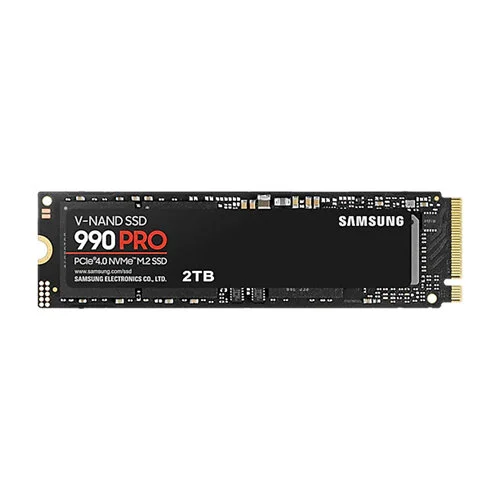 V-NAND SSD
990 PRO
PCIe® 4.0 NVMe™ M.2 SSD
www.samsung.com/ssd
SAMSUNG ELECTRONICS CO., LTD.
2TB
SAMSUNG